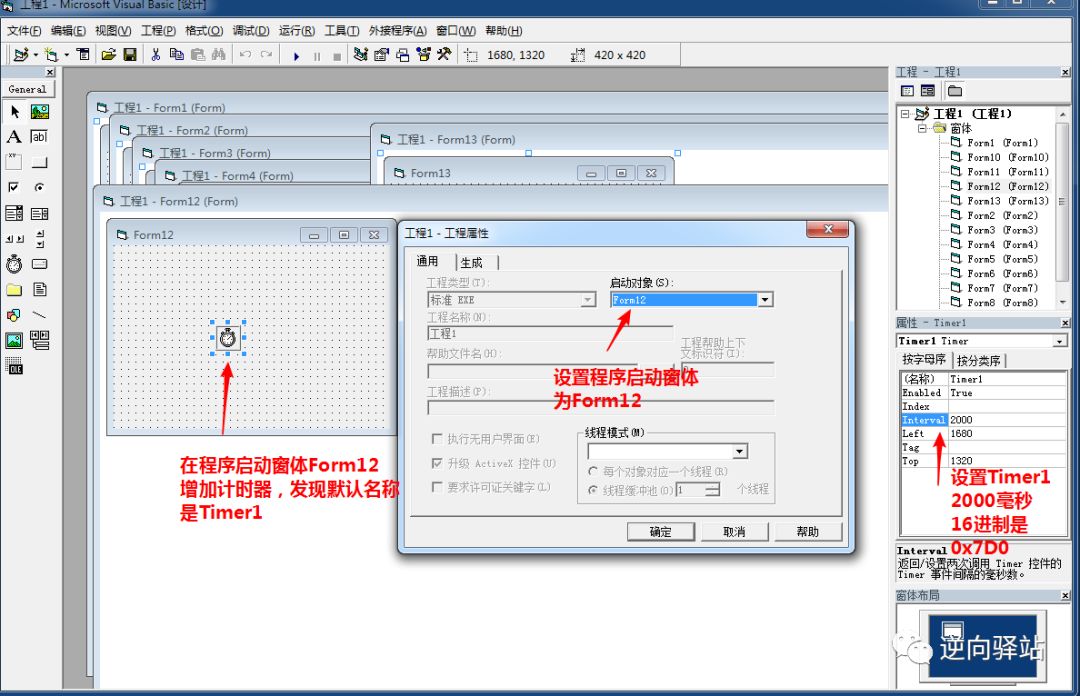 工程1 - Microsoft Visual Basic [设计]
文件(F) 编辑(E) 视图(V) 工程(P) 格式(O) 调试(D) 运行(R) 工具(T) 外接程序(A) 窗口(W) 帮助(H)
1680, 1320 420 x 420
General
A
ab
xv
OLE
工程1 - Form1 (Form)
工程1 - Form2 (Form)
工程1 - Form3 (Form)
工程1 - Form4 (Form)
工程1 - Form13 (Form)
Form13
工程1 - Form12 (Form)
Form12
在程序启动窗体Form12
增加计时器，发现默认名称
是Timer1
工程1 - 工程属性
通用 生成
工程类型(T):
标准 EXE
启动对象(S):
Form12
工程名称(N):
工程1
帮助文件名(H):
工程帮助上下
文标识符(I):
设置程序启动窗体
为Form12
工程描述(P):
执行无用户界面(E)
升级 ActiveX 控件(U)
要求许可证关键字(L)
线程模式(M)
每个对象对应一个线程(R)
线程缓冲池(O) 1 个线程
确定 取消 帮助
工程 - 工程1
工程1 (工程1)
窗体
Form1 (Form1)
Form10 (Form10)
Form11 (Form11)
Form12 (Form12)
Form13 (Form13)
Form2 (Form2)
Form3 (Form3)
Form4 (Form4)
Form5 (Form5)
Form6 (Form6)
Form7 (Form7)
Form8 (Form8)
属性 - Timer1
Timer1 Timer
按字母序 按分类序
(名称) Timer1
Enabled True
Index
Interval 2000
Left 1680
Tag
Top 1320
设置Timer1
2000毫秒
16进制是
0x7D0
Interval
返回/设置两次调用 Timer 控件的
Timer 事件间隔的毫秒数。
窗体布局
逆向驿站